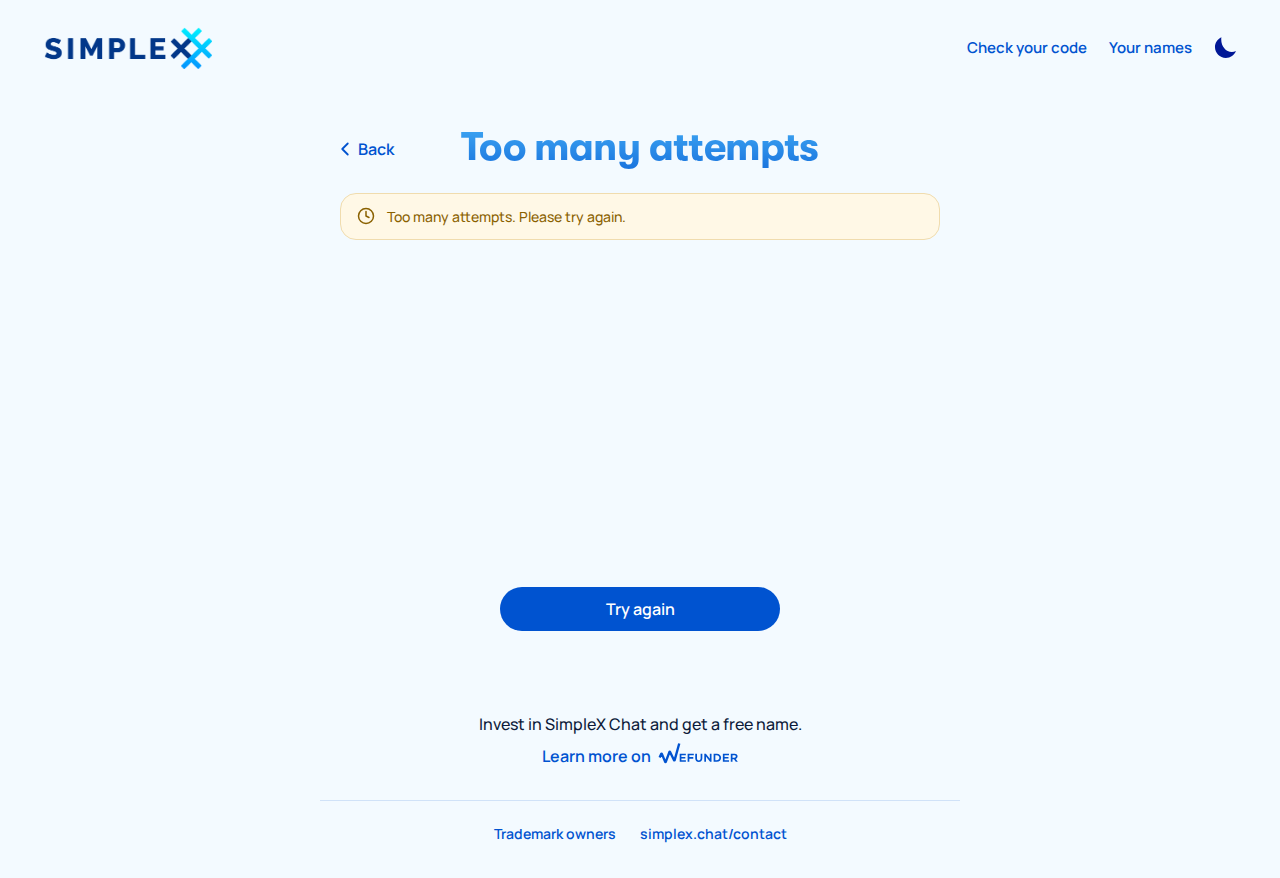 SIMPLEX
Check your code
Your names
Back
Too many attempts
Too many attempts. Please try again.
Try again
Invest in SimpleX Chat and get a free name.
Learn more on WEFUNDER
Trademark owners
simplex.chat/contact